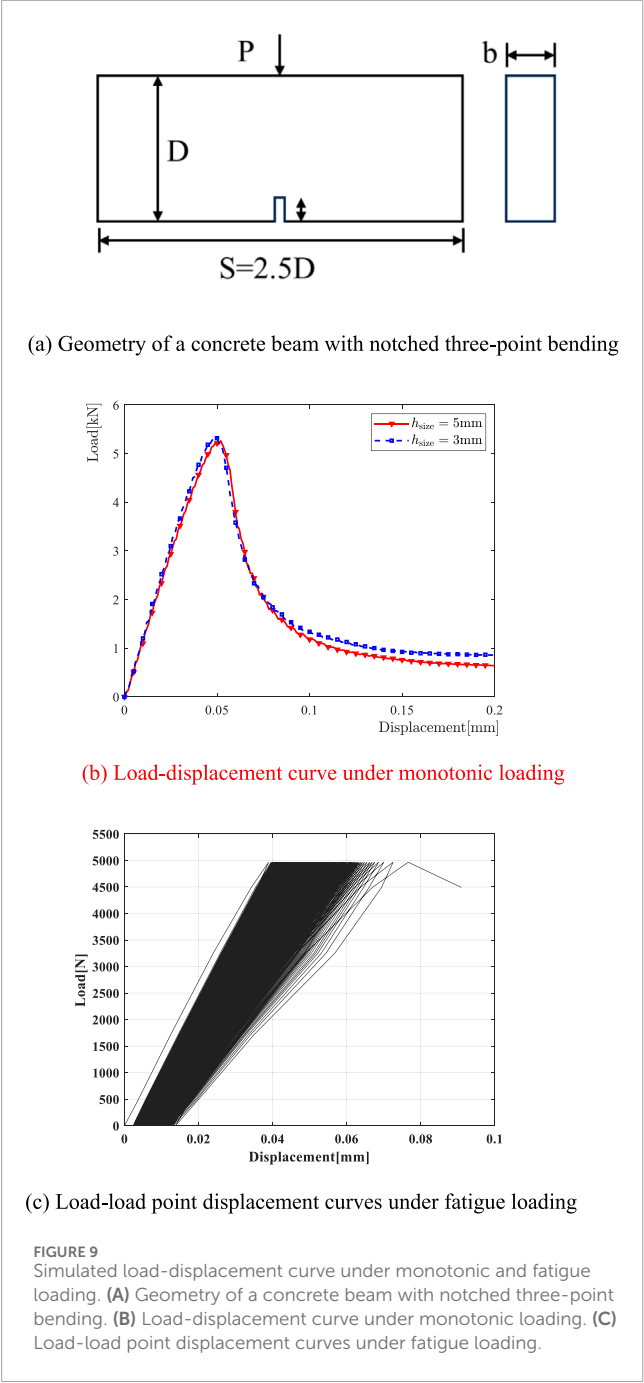 P
b
D
S=2.5D
(a) Geometry of a concrete beam with notched three-point bending
6
5
4
3
2
1
0
Load[kN]
h_size = 5mm
h_size = 3mm
0
0.05
0.1
0.15
0.2
Displacement[mm]
(b) Load-displacement curve under monotonic loading
5500
5000
4500
4000
3500
3000
2500
2000
1500
1000
500
0
Load[N]
0
0.02
0.04
0.06
0.08
0.1
Displacement[mm]
(c) Load-load point displacement curves under fatigue loading
FIGURE 9
Simulated load-displacement curve under monotonic and fatigue
loading. (A) Geometry of a concrete beam with notched three-point
bending. (B) Load-displacement curve under monotonic loading. (C)
Load-load point displacement curves under fatigue loading.